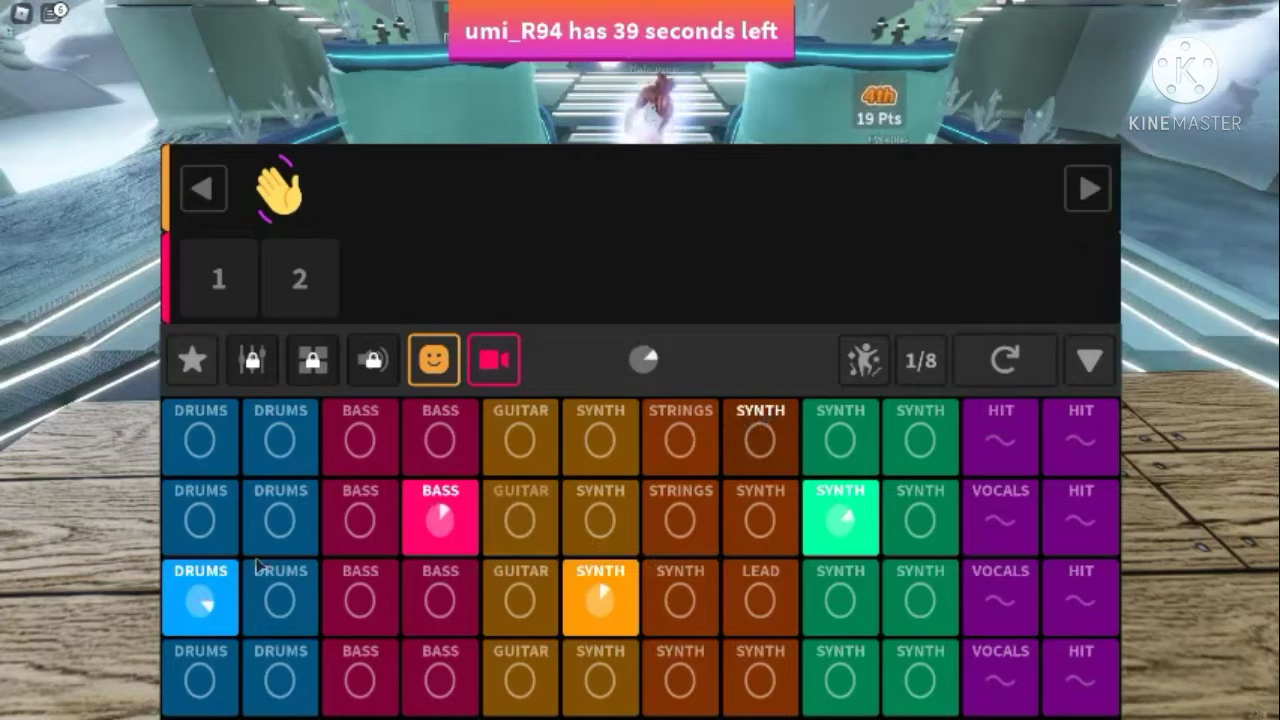 6
umi_R94 has 39 seconds left
4th
19 Pts
K
KINEMASTER
1 2
1/8
DRUMS DRUMS BASS BASS GUITAR SYNTH STRINGS SYNTH SYNTH SYNTH HIT HIT
DRUMS DRUMS BASS BASS GUITAR SYNTH STRINGS SYNTH SYNTH SYNTH VOCALS HIT
DRUMS DRUMS BASS BASS GUITAR SYNTH SYNTH LEAD SYNTH SYNTH VOCALS HIT
DRUMS DRUMS BASS BASS GUITAR SYNTH SYNTH SYNTH SYNTH SYNTH VOCALS HIT